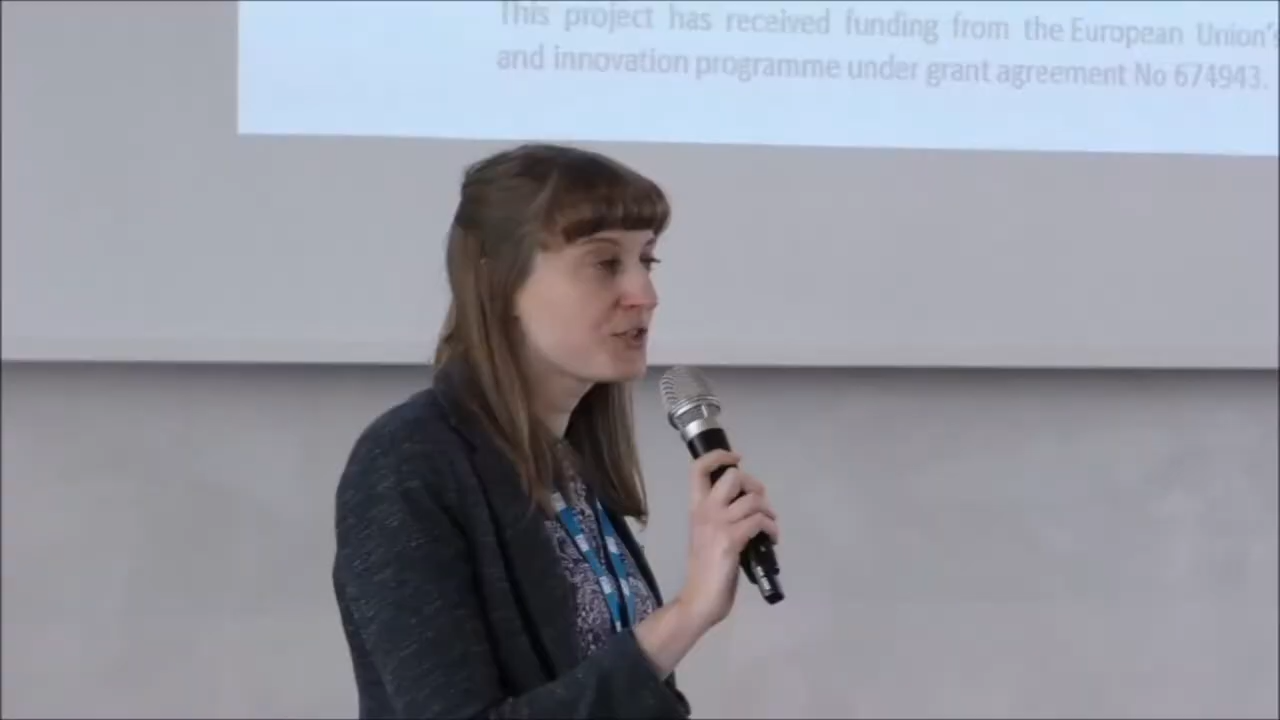 This project has received funding from the European Union's
and innovation programme under grant agreement No 674943.